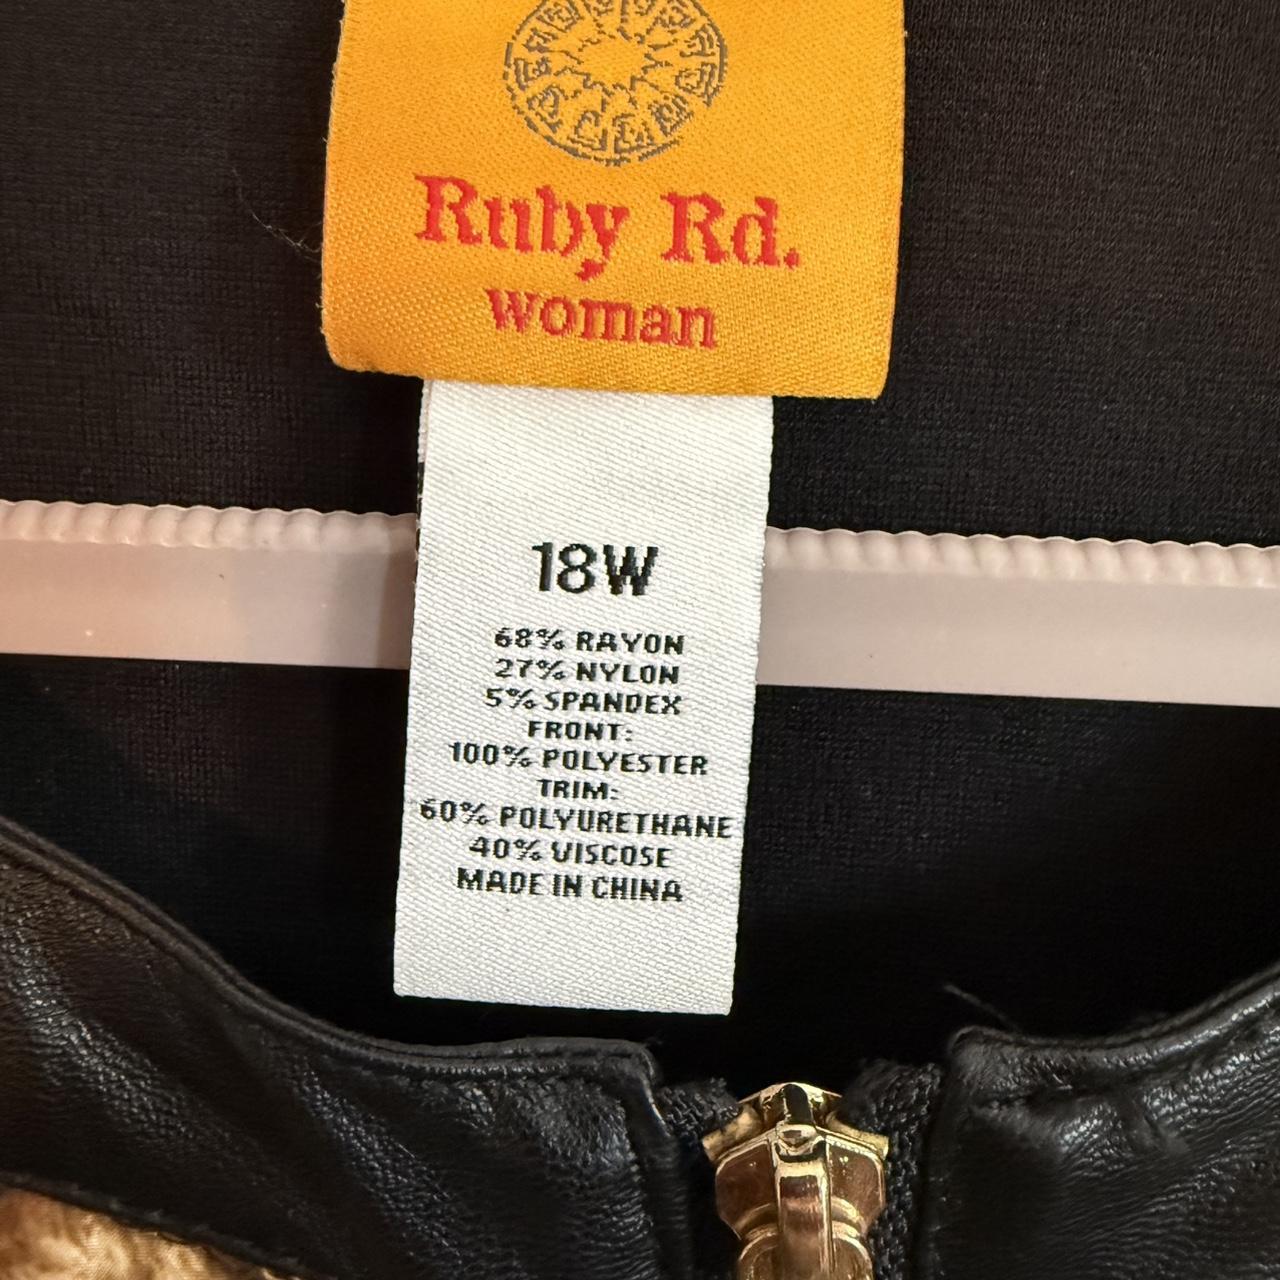 Ruby Rd.
woman
18W
68% RAYON
27% NYLON
5% SPANDEX
FRONT:
100% POLYESTER
TRIM:
60% POLYURETHANE
40% VISCOSE
MADE IN CHINA